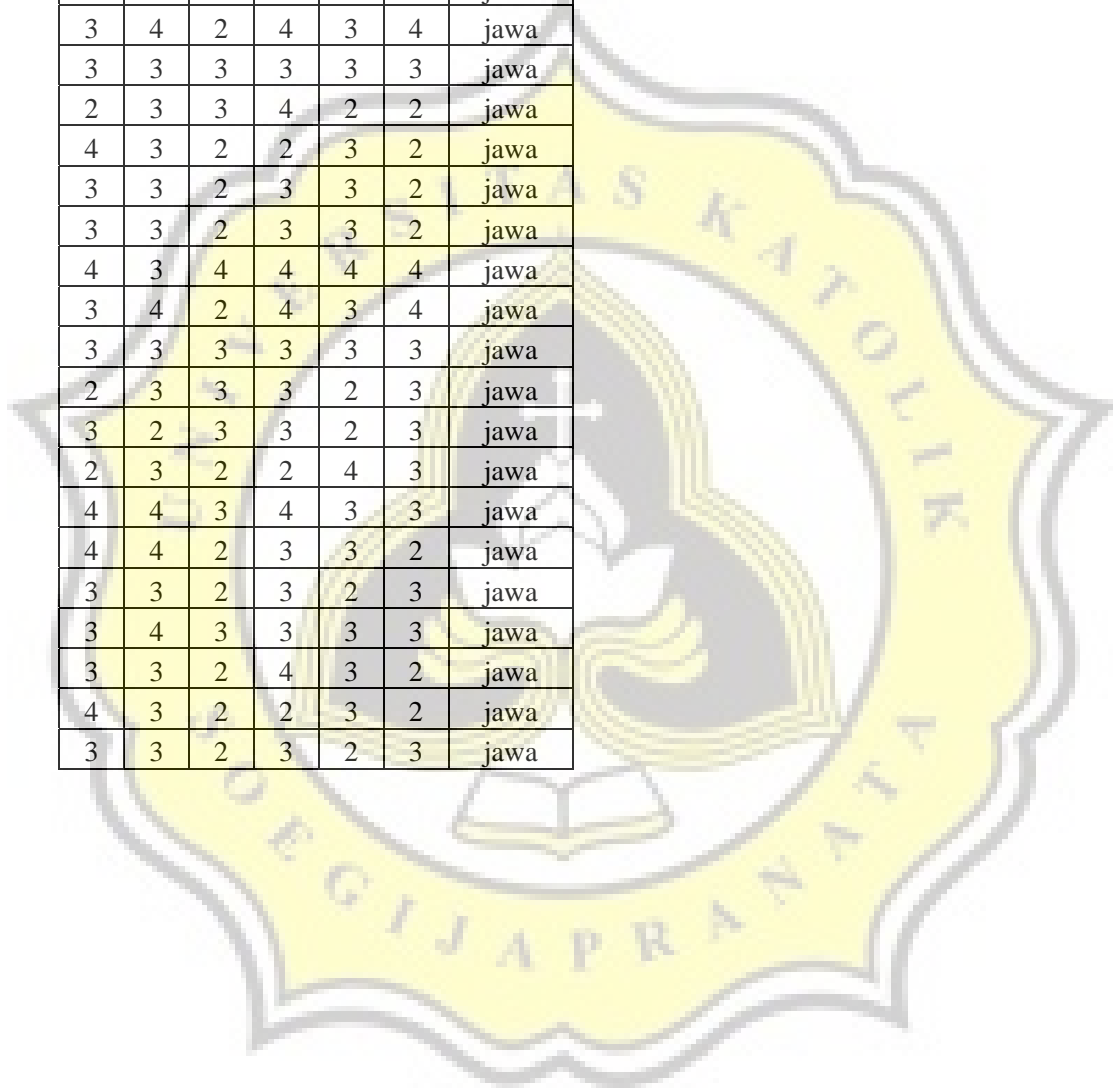 3 4 2 4 3 4 jawa
3 3 3 3 3 3 jawa
2 3 3 4 2 2 jawa
4 3 2 2 3 2 jawa
3 3 2 3 3 2 jawa
3 3 2 3 3 2 jawa
4 3 4 4 4 4 jawa
3 4 2 4 3 4 jawa
3 3 3 3 3 3 jawa
2 3 3 3 2 3 jawa
3 2 3 3 2 3 jawa
2 3 2 2 4 3 jawa
4 4 3 4 3 3 jawa
4 4 2 3 3 2 jawa
3 3 2 3 2 3 jawa
3 4 3 3 3 3 jawa
3 3 2 4 3 2 jawa
4 3 2 2 3 2 jawa
3 3 2 3 2 3 jawa
UNIVERSITAS KATOLIK
SOEGIJAPRANATA